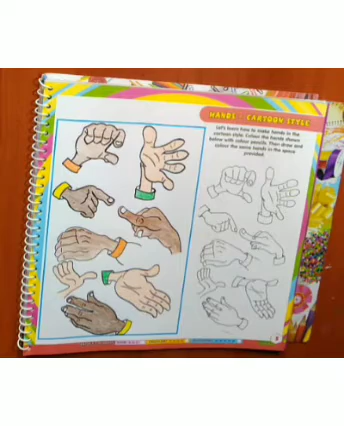 HANDS - CARTOON STYLE
Let's learn how to make hands in the
cartoon style. Colour the hands shown
below with colour pencils. Then draw and
colour the same hands in the space
provided.